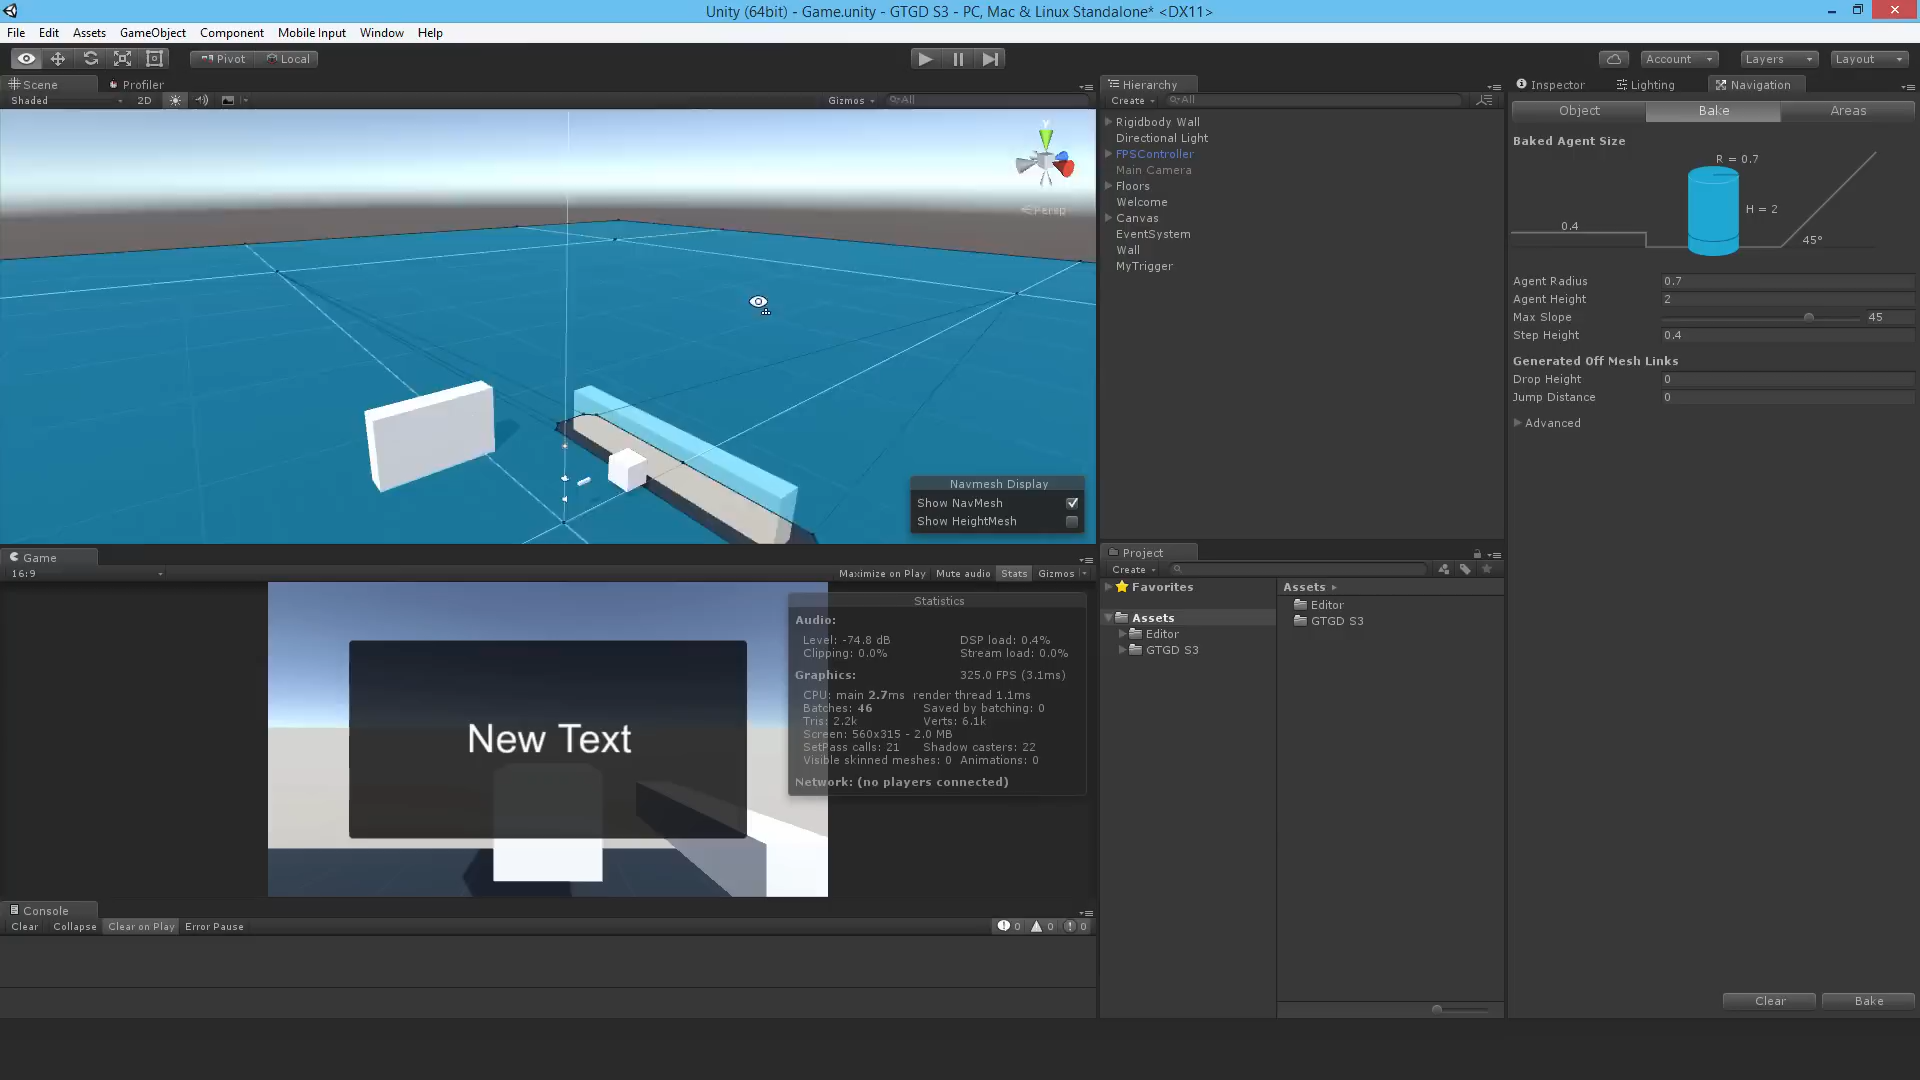 Unity (64bit) - Game.unity - GTGD S3 - PC, Mac & Linux Standalone* <DX11>
File Edit Assets GameObject Component Mobile Input Window Help
Pivot Local Account Layers Layout
Scene Profiler
Shaded 2D Gizmos All
y
Persp
Navmesh Display
Show NavMesh
Show HeightMesh
Game
16:9 Maximize on Play Mute audio Stats Gizmos
New Text
Statistics
Audio:
Level: -74.8 dB DSP load: 0.4%
Clipping: 0.0% Stream load: 0.0%
Graphics: 325.0 FPS (3.1ms)
CPU: main 2.7ms render thread 1.1ms
Batches: 46 Saved by batching: 0
Tris: 2.2k Verts: 6.1k
Screen: 560x315 - 2.0 MB
SetPass calls: 21 Shadow casters: 22
Visible skinned meshes: 0 Animations: 0
Network: (no players connected)
Console
Clear Collapse Clear on Play Error Pause 0 0 0
Hierarchy
Create All
Rigidbody Wall
Directional Light
FPSController
Main Camera
Floors
Welcome
Canvas
EventSystem
Wall
MyTrigger
Project
Create
Favorites
Assets
Editor
GTGD S3
Assets
Editor
GTGD S3
Inspector Lighting Navigation
Object Bake Areas
Baked Agent Size
R = 0.7
H = 2
0.4
45°
Agent Radius 0.7
Agent Height 2
Max Slope 45
Step Height 0.4
Generated Off Mesh Links
Drop Height 0
Jump Distance 0
Advanced
Clear Bake